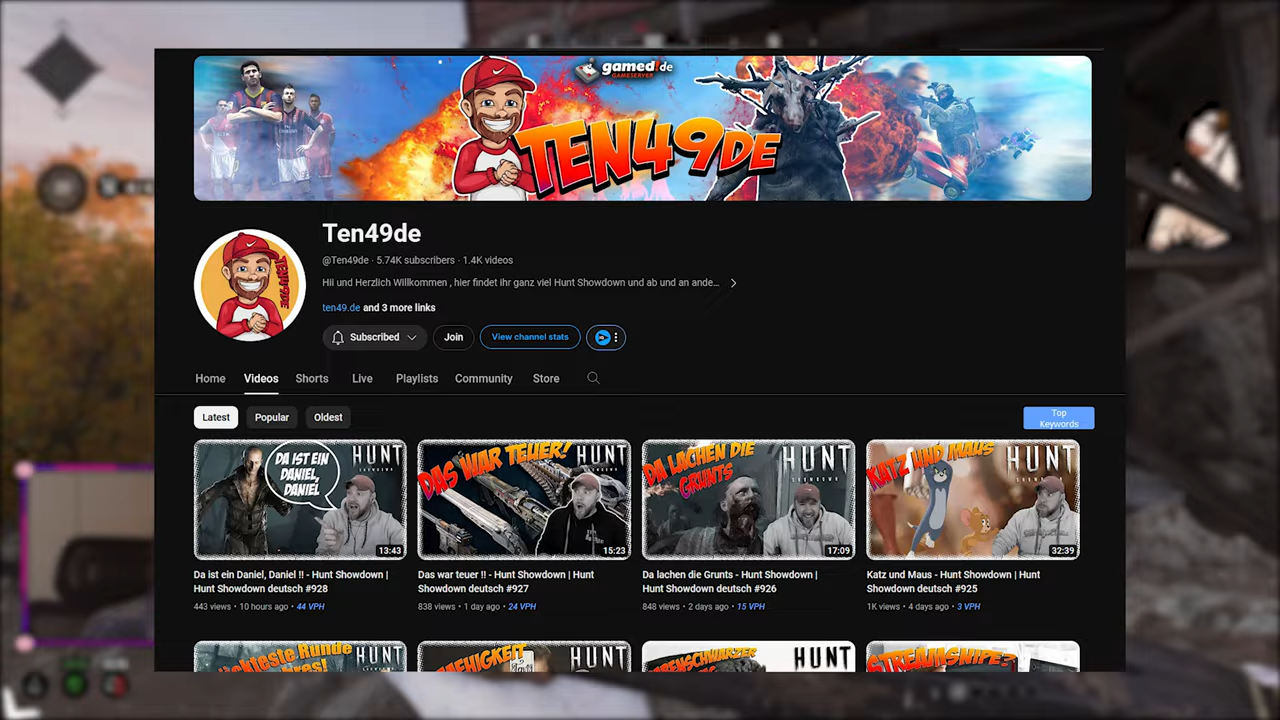 gamed!de
GAMESERVER
TEN49DE
TEN49DE
Ten49de
@Ten49de · 5.74K subscribers · 1.4K videos
Hii und Herzlich Willkommen , hier findet ihr ganz viel Hunt Showdown und ab und an ande...
ten49.de and 3 more links
Subscribed
Join
View channel stats
Home
Videos
Shorts
Live
Playlists
Community
Store
Latest
Popular
Oldest
Top
Keywords
DA IST EIN
DANIEL,
DANIEL
HUNT
SHOWDOWN
13:43
DAS WAR TEUER!
HUNT
SHOWDOWN
15:23
DA LACHEN DIE
GRUNTS
HUNT
SHOWDOWN
17:09
KATZ UND MAUS
HUNT
SHOWDOWN
32:39
Da ist ein Daniel, Daniel !! - Hunt Showdown |
Hunt Showdown deutsch #928
443 views • 10 hours ago • 44 VPH
Das war teuer !! - Hunt Showdown | Hunt
Showdown deutsch #927
838 views • 1 day ago • 24 VPH
Da lachen die Grunts - Hunt Showdown |
Hunt Showdown deutsch #926
848 views • 2 days ago • 15 VPH
Katz und Maus - Hunt Showdown | Hunt
Showdown deutsch #925
1K views • 4 days ago • 3 VPH
Runde
HUNT
HUNT
HUNT
STREAMSNIPE?
HUNT